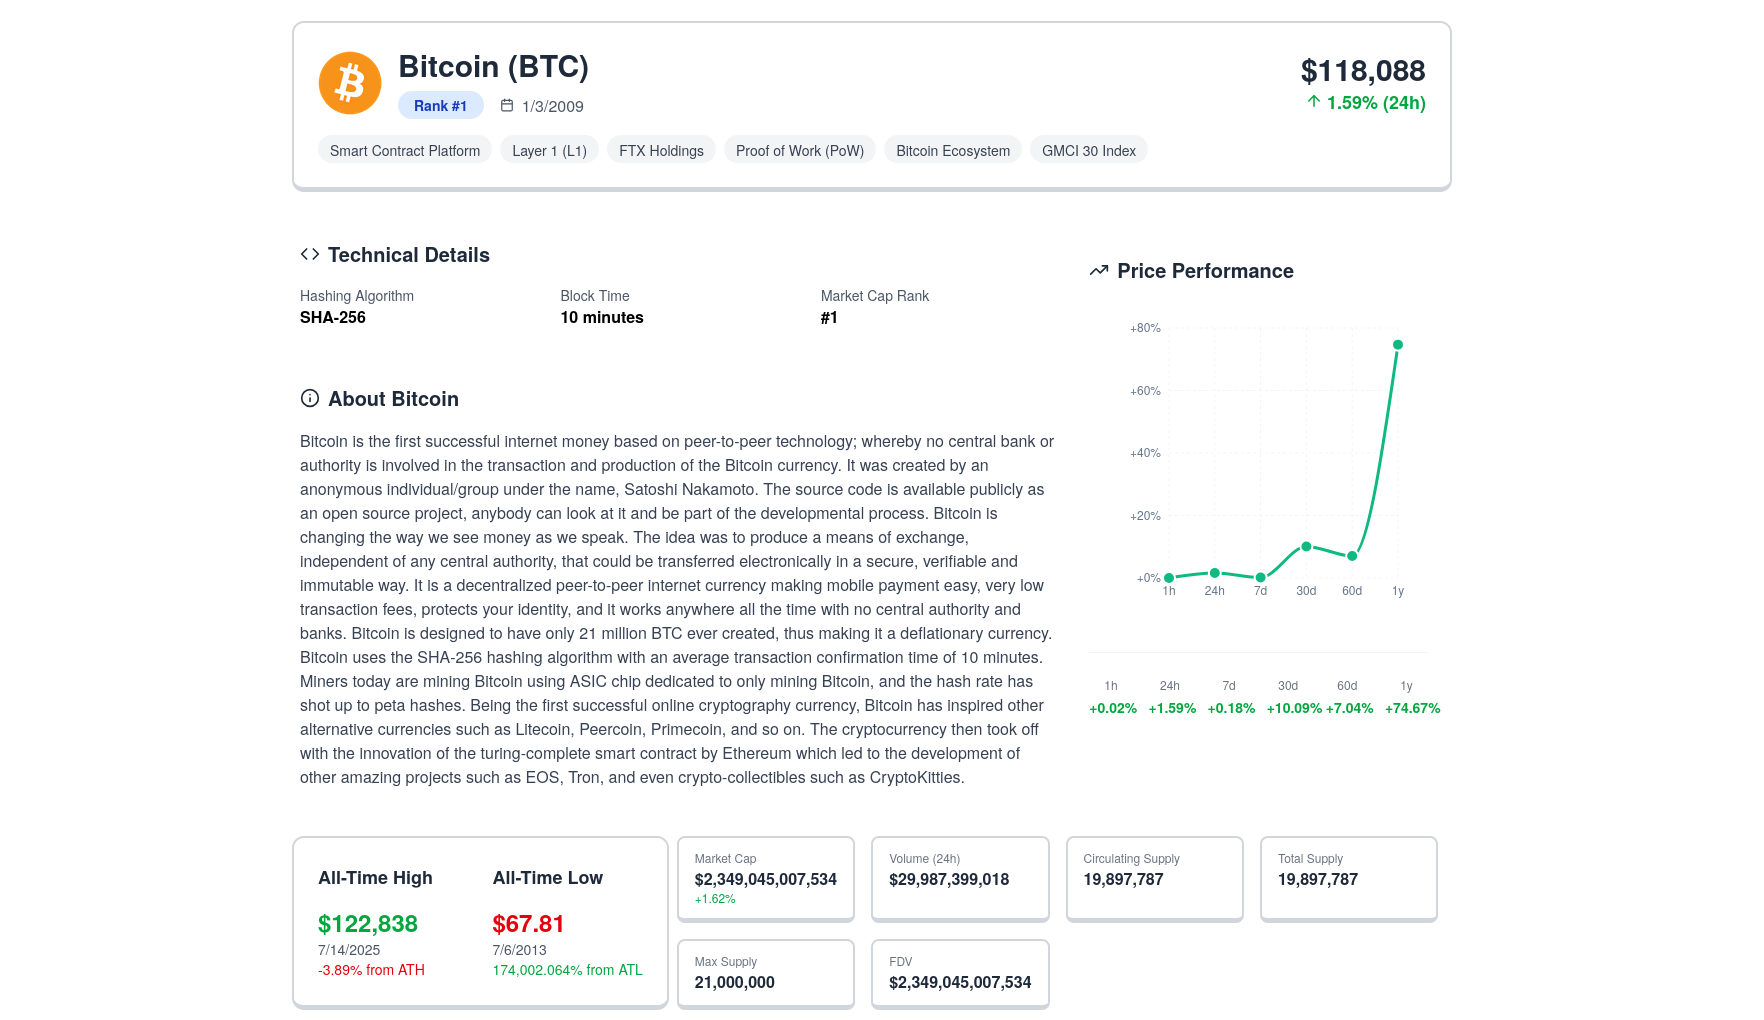 Bitcoin (BTC)
Rank #1
1/3/2009
$118,088
1.59% (24h)
Smart Contract Platform
Layer 1 (L1)
FTX Holdings
Proof of Work (PoW)
Bitcoin Ecosystem
GMCI 30 Index
Technical Details
Hashing Algorithm
SHA-256
Block Time
10 minutes
Market Cap Rank
#1
About Bitcoin
Bitcoin is the first successful internet money based on peer-to-peer technology; whereby no central bank or
authority is involved in the transaction and production of the Bitcoin currency. It was created by an
anonymous individual/group under the name, Satoshi Nakamoto. The source code is available publicly as
an open source project, anybody can look at it and be part of the developmental process. Bitcoin is
changing the way we see money as we speak. The idea was to produce a means of exchange,
independent of any central authority, that could be transferred electronically in a secure, verifiable and
immutable way. It is a decentralized peer-to-peer internet currency making mobile payment easy, very low
transaction fees, protects your identity, and it works anywhere all the time with no central authority and
banks. Bitcoin is designed to have only 21 million BTC ever created, thus making it a deflationary currency.
Bitcoin uses the SHA-256 hashing algorithm with an average transaction confirmation time of 10 minutes.
Miners today are mining Bitcoin using ASIC chip dedicated to only mining Bitcoin, and the hash rate has
shot up to peta hashes. Being the first successful online cryptography currency, Bitcoin has inspired other
alternative currencies such as Litecoin, Peercoin, Primecoin, and so on. The cryptocurrency then took off
with the innovation of the turing-complete smart contract by Ethereum which led to the development of
other amazing projects such as EOS, Tron, and even crypto-collectibles such as CryptoKitties.
Price Performance
+80%
+60%
+40%
+20%
+0%
1h 24h 7d 30d 60d 1y
1h 24h 7d 30d 60d 1y
+0.02% +1.59% +0.18% +10.09% +7.04% +74.67%
All-Time High
$122,838
7/14/2025
-3.89% from ATH
All-Time Low
$67.81
7/6/2013
174,002.064% from ATL
Market Cap
$2,349,045,007,534
+1.62%
Volume (24h)
$29,987,399,018
Circulating Supply
19,897,787
Total Supply
19,897,787
Max Supply
21,000,000
FDV
$2,349,045,007,534